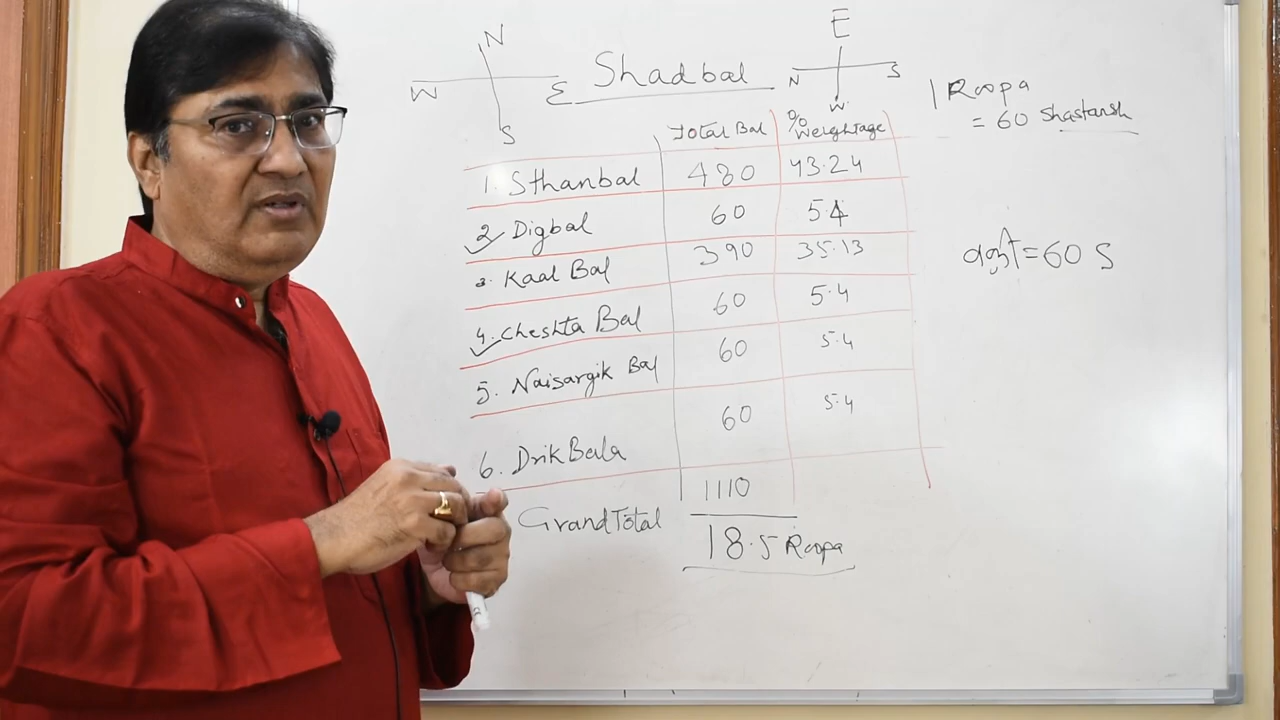 N
W E
S
Shadbal
E
N S
W
1 Roopa
= 60 Shastansh
Total Bal % Weightage
1. Sthanbal 480 43.24
2 Digbal 60 5.4
3. Kaal Bal 390 35.13
4. Cheshta Bal 60 5.4
5. Naisargik Bal 60 5.4
6. Drik Bala 60 5.4
1110
Grand Total 18.5 Roopa
वक्री = 60 S